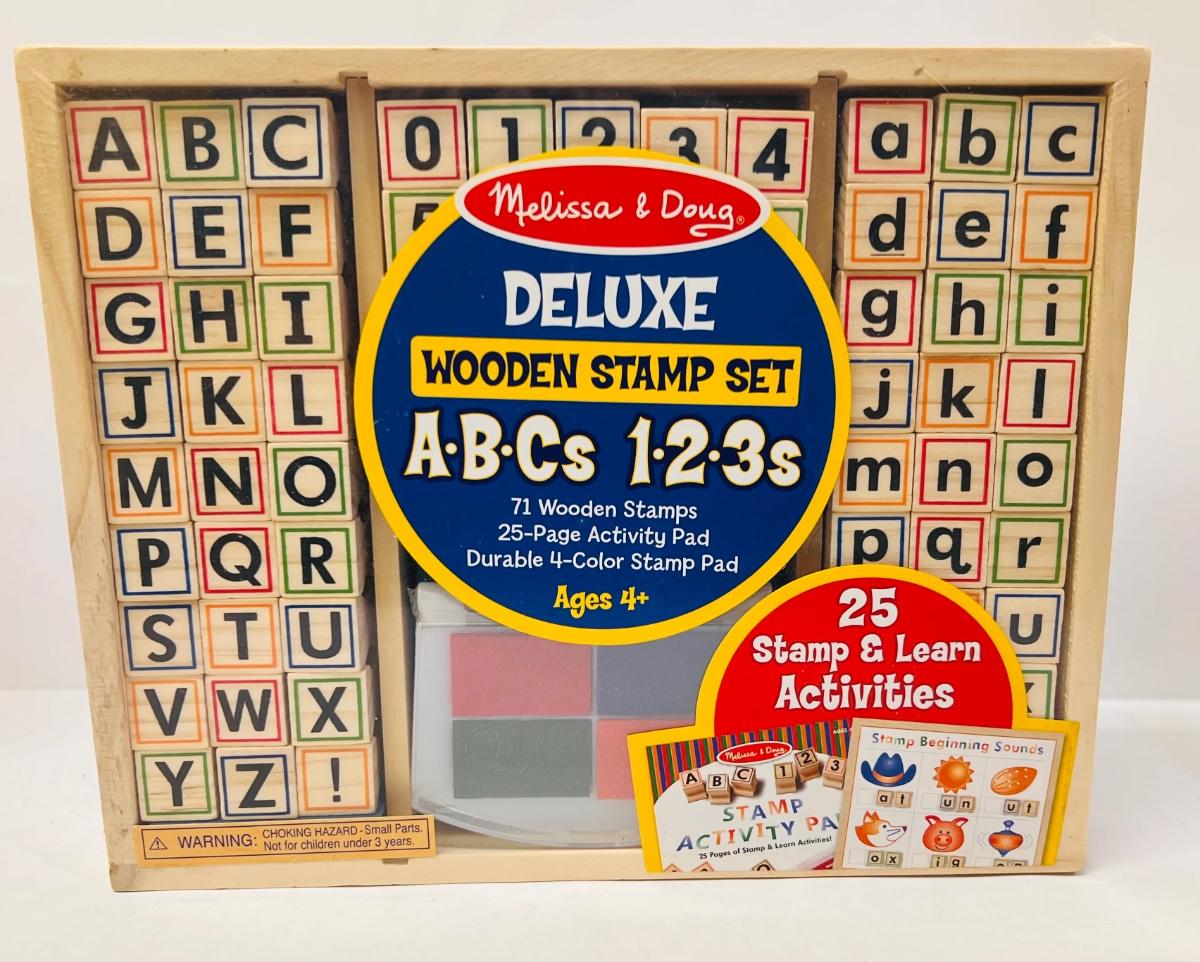 A B C
D E F
G H I
J K L
M N O
P Q R
S T U
V W X
Y Z !
0 1 2 3 4
a b c
d e f
g h i
j k l
m n o
p q r
u
Melissa & Doug®
DELUXE
WOODEN STAMP SET
A·B·Cs 1·2·3s
71 Wooden Stamps
25-Page Activity Pad
Durable 4-Color Stamp Pad
Ages 4+
25
Stamp & Learn
Activities
Melissa & Doug
AGES
A B C 1 2 3
STAMP
ACTIVITY PA
25 Pages of Stamp & Learn Activities!
Stamp Beginning Sounds
at un ut
ox ig op
WARNING: CHOKING HAZARD - Small Parts.
Not for children under 3 years.